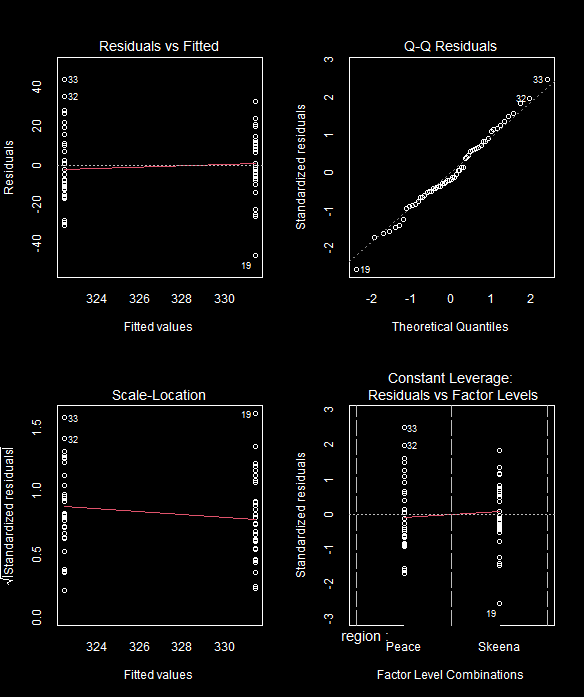 Residuals vs Fitted
Residuals
40
20
0
-20
-40
33
32
19
324 326 328 330
Fitted values
Q-Q Residuals
Standardized residuals
3
2
1
0
-1
-2
33
32
19
-2 -1 0 1 2
Theoretical Quantiles
Scale-Location
√|Standardized residuals|
1.5
1.0
0.5
0.0
33
32
19
324 326 328 330
Fitted values
Constant Leverage:
Residuals vs Factor Levels
Standardized residuals
3
2
1
0
-1
-2
-3
33
32
19
region :
Peace Skeena
Factor Level Combinations